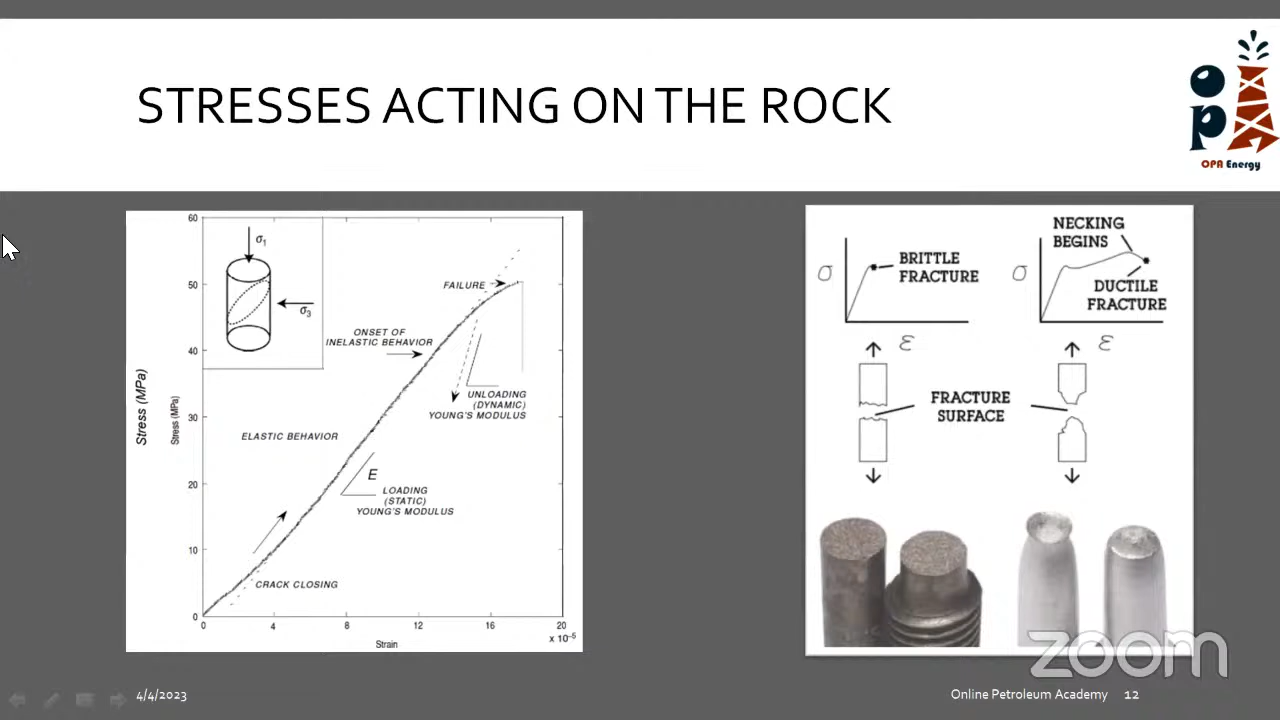 STRESSES ACTING ON THE ROCK
OPA Energy
60
50
40
30
20
10
0
0 4 8 12 16 20
x 10⁻⁵
Strain
Stress (MPa)
Stress (MPa)
σ₁
σ₃
FAILURE
ONSET OF
INELASTIC BEHAVIOR
UNLOADING
(DYNAMIC)
YOUNG'S MODULUS
ELASTIC BEHAVIOR
E
LOADING
(STATIC)
YOUNG'S MODULUS
CRACK CLOSING
σ
BRITTLE
FRACTURE
ε
NECKING
BEGINS
σ
DUCTILE
FRACTURE
ε
FRACTURE
SURFACE
zoom
4/4/2023
Online Petroleum Academy 12